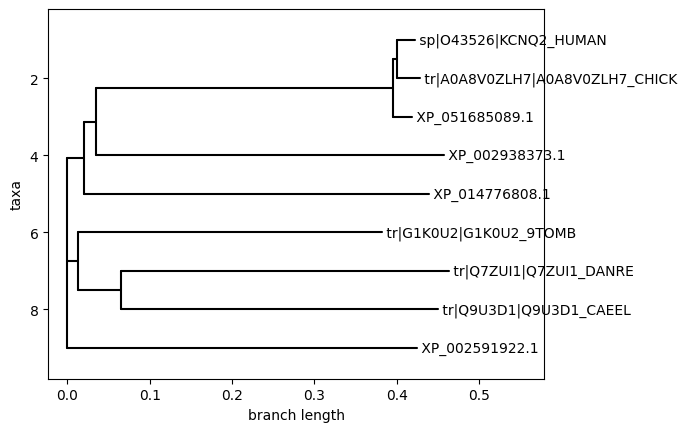 sp|O43526|KCNQ2_HUMAN
2
tr|A0A8V0ZLH7|A0A8V0ZLH7_CHICK
XP_051685089.1
4
XP_002938373.1
taxa
XP_014776808.1
6
tr|G1K0U2|G1K0U2_9TOMB
tr|Q7ZUI1|Q7ZUI1_DANRE
8
tr|Q9U3D1|Q9U3D1_CAEEL
XP_002591922.1
0.0 0.1 0.2 0.3 0.4 0.5
branch length